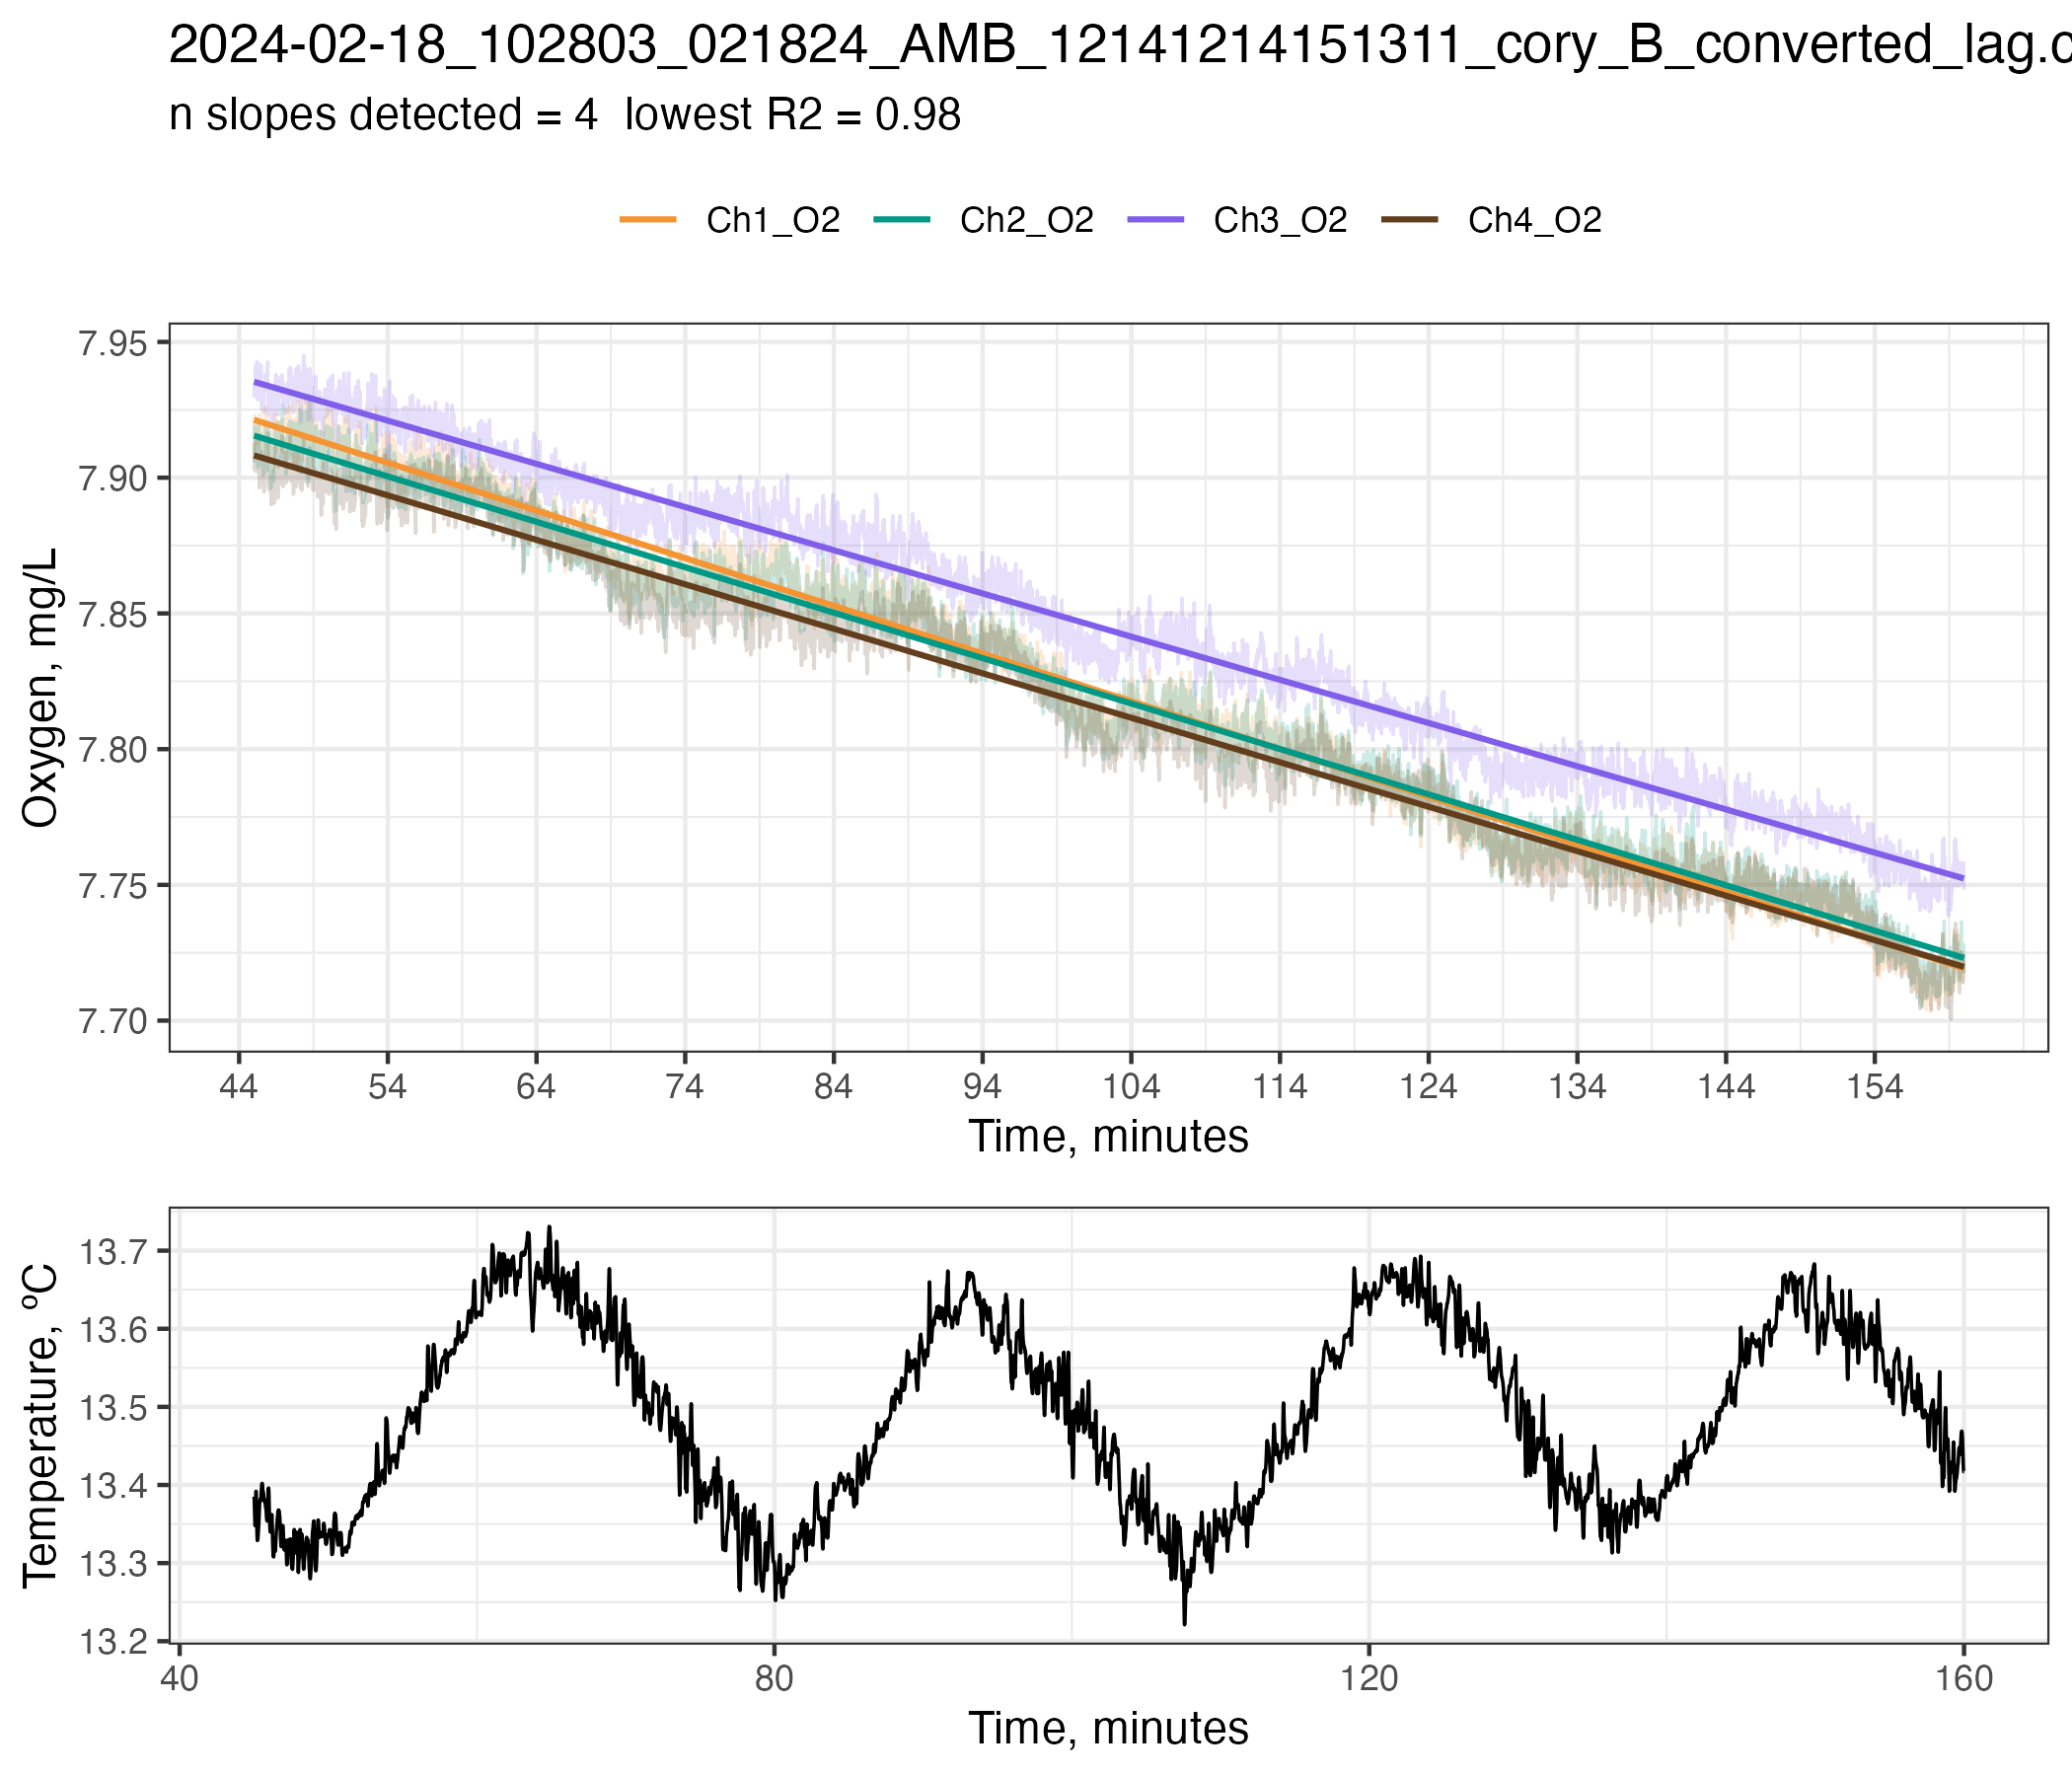 2024-02-18_102803_021824_AMB_12141214151311_cory_B_converted_lag.c
n slopes detected = 4  lowest R2 = 0.98
Ch1_O2 Ch2_O2 Ch3_O2 Ch4_O2
Oxygen, mg/L
7.95
7.90
7.85
7.80
7.75
7.70
44 54 64 74 84 94 104 114 124 134 144 154
Time, minutes
Temperature, ºC
13.7
13.6
13.5
13.4
13.3
13.2
40 80 120 160
Time, minutes